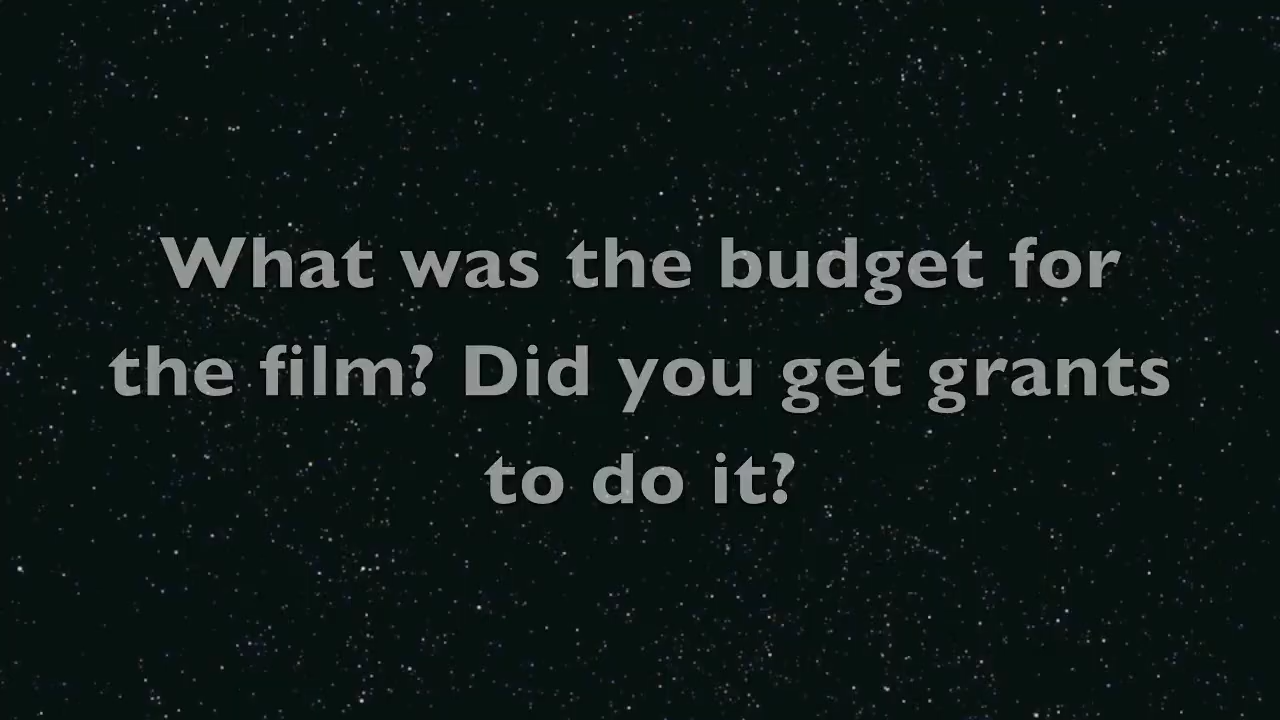 What was the budget for
the film? Did you get grants
to do it?